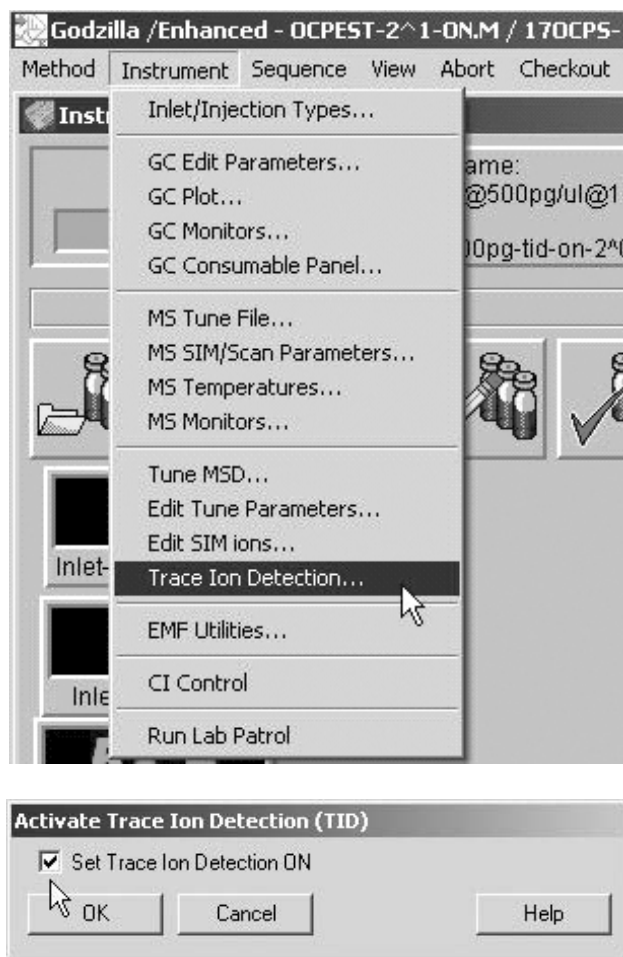 Godzilla /Enhanced - OCPEST-2^1-ON.M / 17OCPS-
Method Instrument Sequence View Abort Checkout
Instr
Inlet/Injection Types...
GC Edit Parameters...
ame:
GC Plot...
@500pg/ul@1
GC Monitors...
00pg-tid-on-2^
GC Consumable Panel...
MS Tune File...
MS SIM/Scan Parameters...
MS Temperatures...
MS Monitors...
Tune MSD...
Edit Tune Parameters...
Edit SIM ions...
Inlet-
Trace Ion Detection...
EMF Utilities...
CI Control
Inle
Run Lab Patrol
Activate Trace Ion Detection (TID)
Set Trace Ion Detection ON
OK Cancel Help